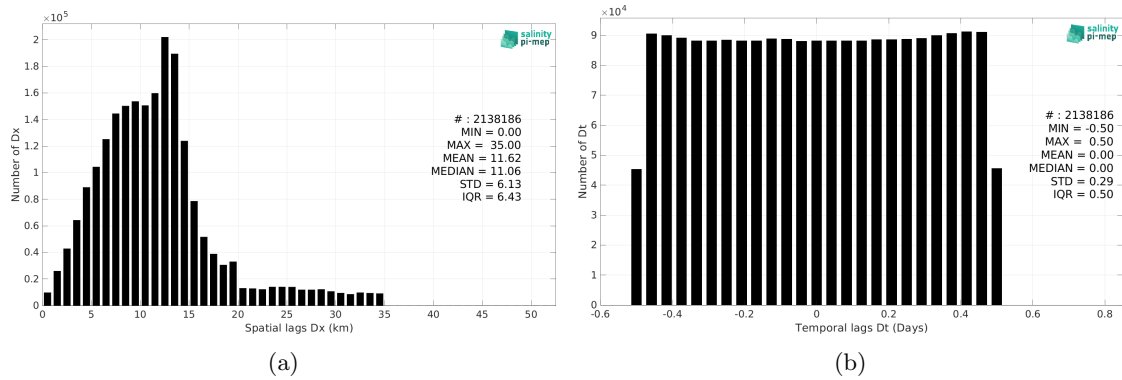 ×10⁵
2
1.8
1.6
1.4
1.2
1
0.8
0.6
0.4
0.2
0
Number of Dx
0 5 10 15 20 25 30 35 40 45 50
Spatial lags Dx (km)
salinity
pi-mep
# : 2138186
MIN = 0.00
MAX = 35.00
MEAN = 11.62
MEDIAN = 11.06
STD = 6.13
IQR = 6.43
(a)
×10⁴
9
8
7
6
5
4
3
2
1
0
Number of Dt
-0.6 -0.4 -0.2 0 0.2 0.4 0.6 0.8
Temporal lags Dt (Days)
salinity
pi-mep
# : 2138186
MIN = -0.50
MAX = 0.50
MEAN = 0.00
MEDIAN = 0.00
STD = 0.29
IQR = 0.50
(b)